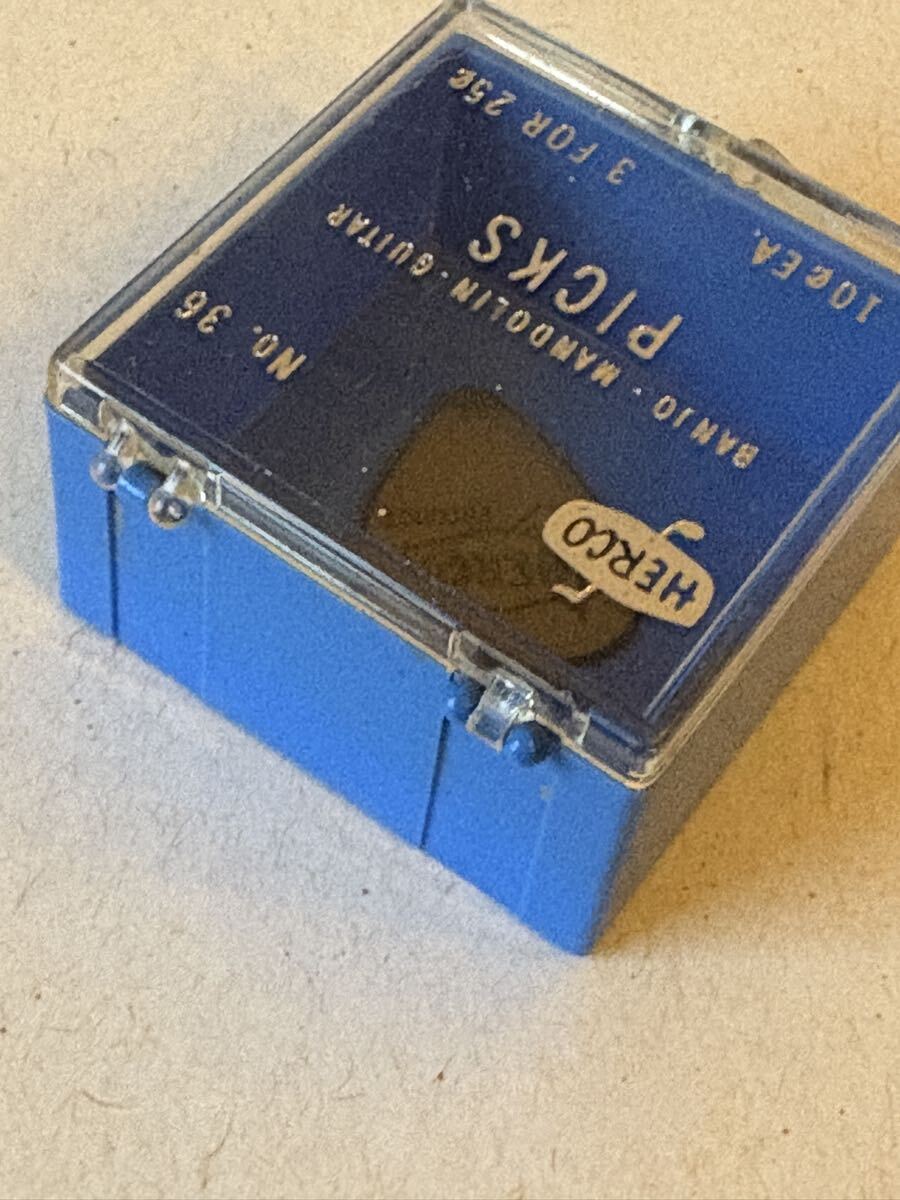 HERCO
BANJO · MANDOLIN · GUITAR
PICKS
No. 36
10¢ EA.
3 FOR 25¢